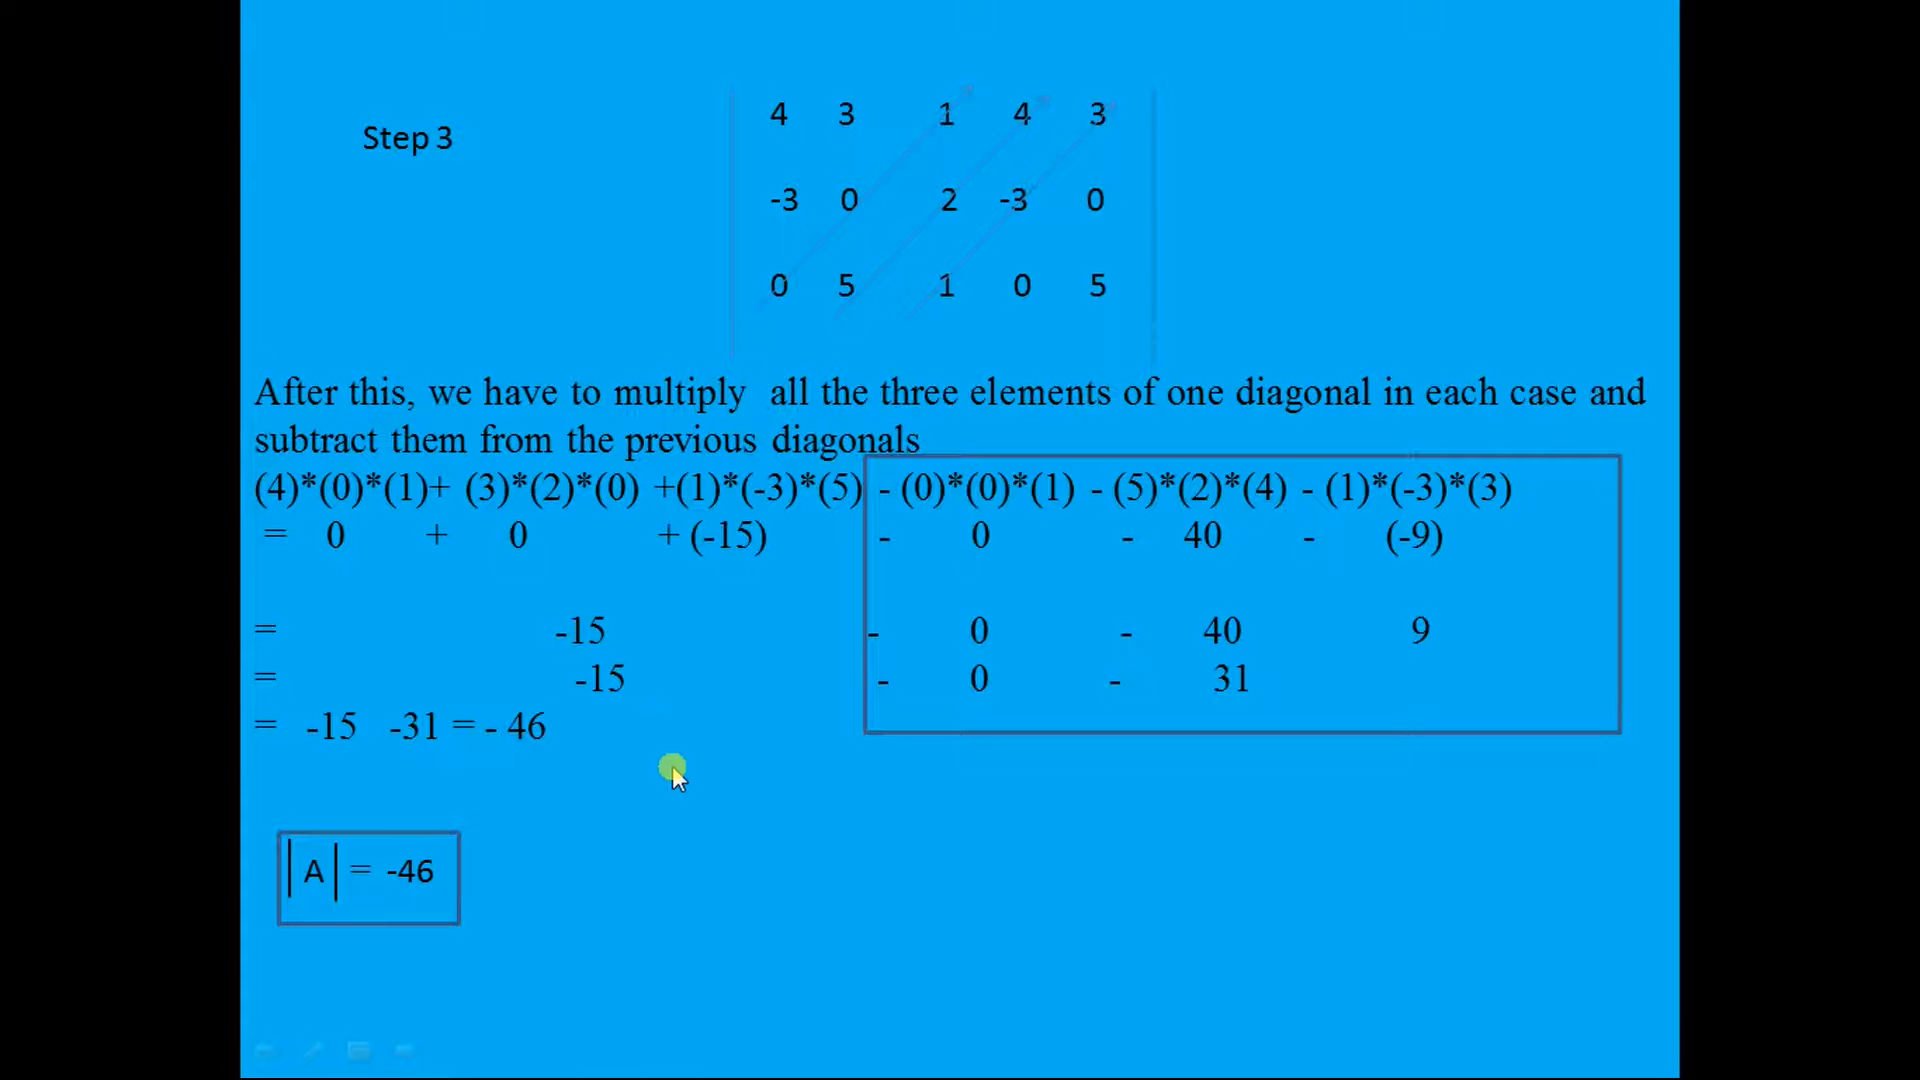 Step 3
4 3 1 4 3
-3 0 2 -3 0
0 5 1 0 5
After this, we have to multiply all the three elements of one diagonal in each case and
subtract them from the previous diagonals
(4)*(0)*(1)+ (3)*(2)*(0) +(1)*(-3)*(5) - (0)*(0)*(1) - (5)*(2)*(4) - (1)*(-3)*(3)
= 0 + 0 + (-15) - 0 - 40 - (-9)
= -15 - 0 - 40 9
= -15 - 0 - 31
= -15 -31 = - 46
|A| = -46